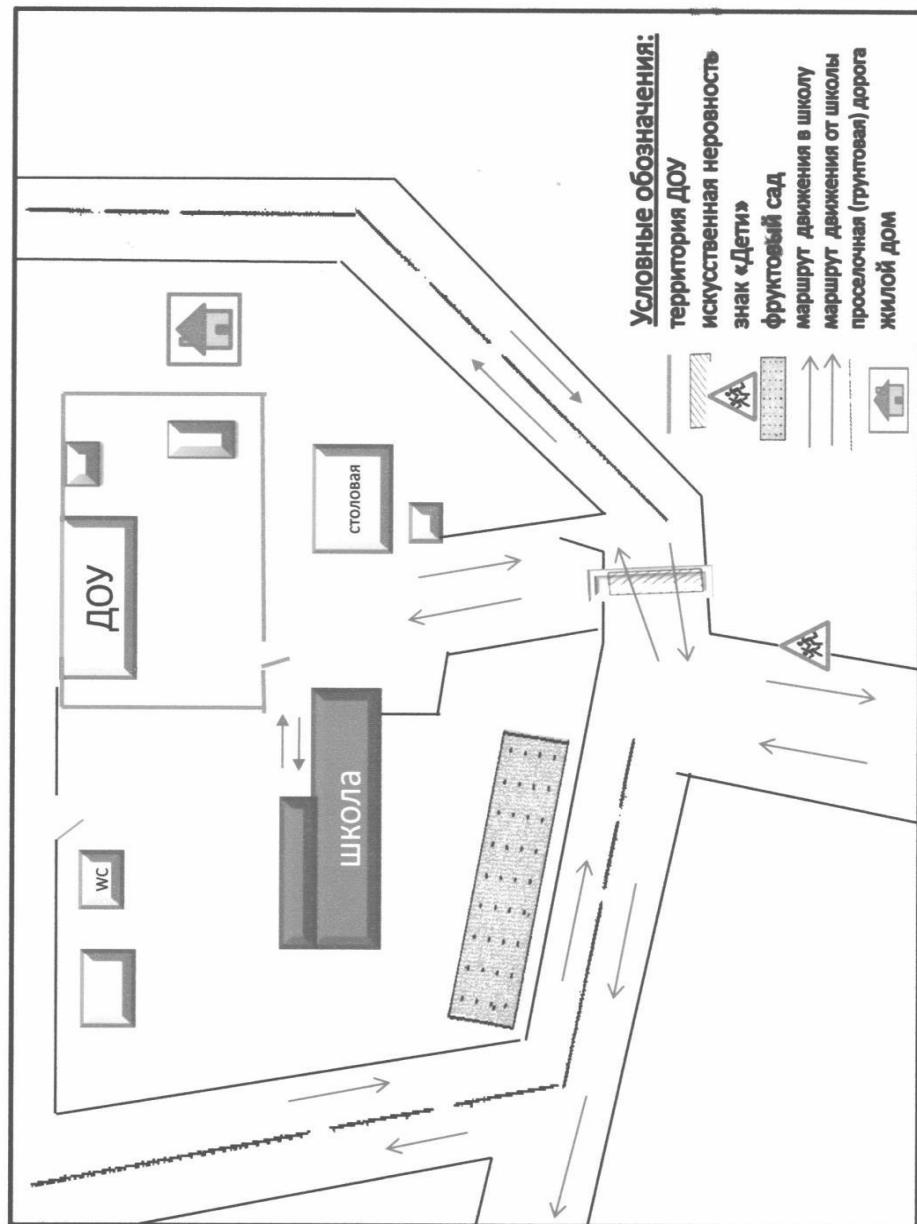 ДОУ
WC
школа
столовая
Условные обозначения:
территория ДОУ
искусственная неровность
знак «Дети»
фруктовый сад
маршрут движения в школу
маршрут движения от школы
проселочная (грунтовая) дорога
жилой дом